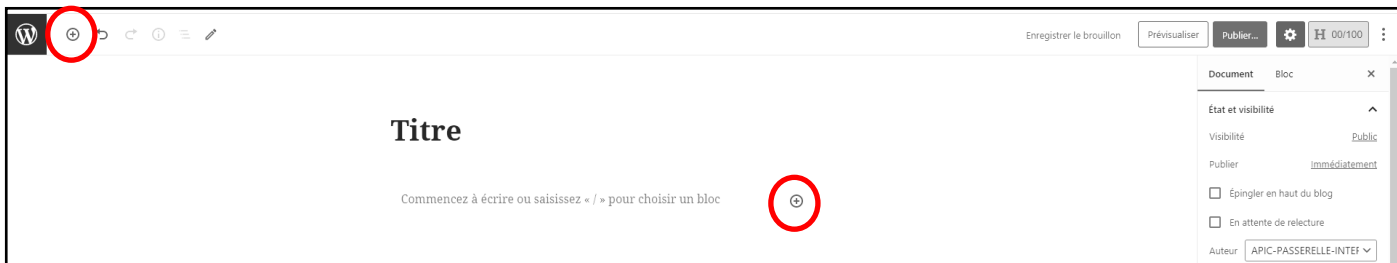 Enregistrer le brouillon Prévisualiser Publier... H 00/100
Document Bloc
État et visibilité
Titre
Visibilité Public
Publier Immédiatement
Commencez à écrire ou saisissez « / » pour choisir un bloc
Épingler en haut du blog
En attente de relecture
Auteur APIC-PASSERELLE-INTEF